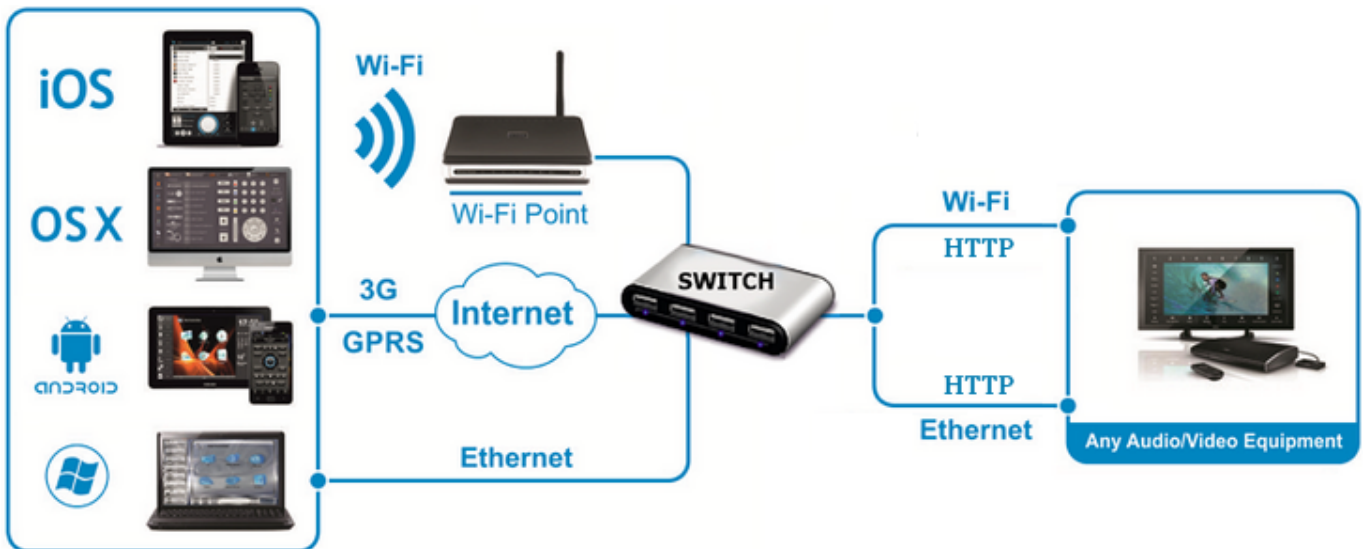 iOS
OS X
ANDROID
Wi-Fi
Wi-Fi Point
3G
GPRS
Internet
Ethernet
SWITCH
Wi-Fi
HTTP
HTTP
Ethernet
Any Audio/Video Equipment